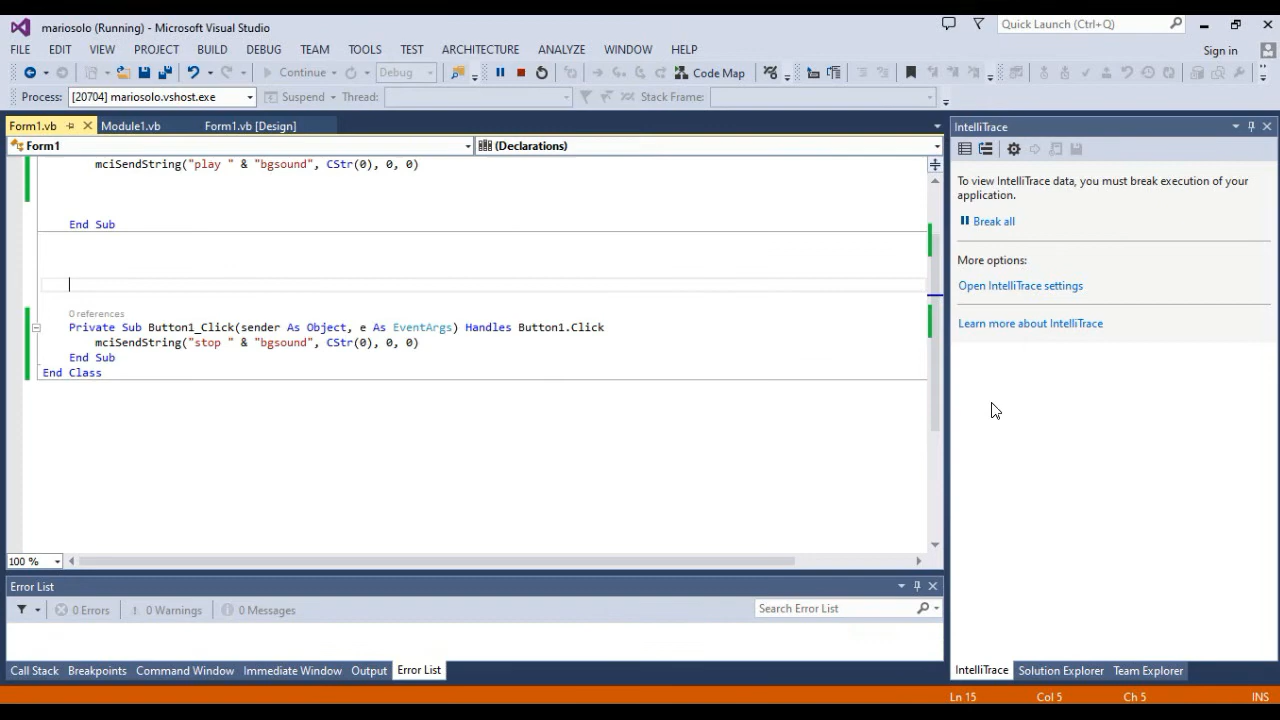 mariosolo (Running) - Microsoft Visual Studio
Quick Launch (Ctrl+Q)
FILE EDIT VIEW PROJECT BUILD DEBUG TEAM TOOLS TEST ARCHITECTURE ANALYZE WINDOW HELP
Sign in
Continue Debug Code Map
Process: [20704] mariosolo.vshost.exe Suspend Thread: Stack Frame:
Form1.vb Module1.vb Form1.vb [Design]
IntelliTrace
Form1 (Declarations)
mciSendString("play " & "bgsound", CStr(0), 0, 0)
End Sub
0 references
Private Sub Button1_Click(sender As Object, e As EventArgs) Handles Button1.Click
mciSendString("stop " & "bgsound", CStr(0), 0, 0)
End Sub
End Class
To view IntelliTrace data, you must break execution of your
application.
Break all
More options:
Open IntelliTrace settings
Learn more about IntelliTrace
100 %
Error List
0 Errors 0 Warnings 0 Messages
Search Error List
Call Stack Breakpoints Command Window Immediate Window Output Error List
IntelliTrace Solution Explorer Team Explorer
Ln 15 Col 5 Ch 5 INS